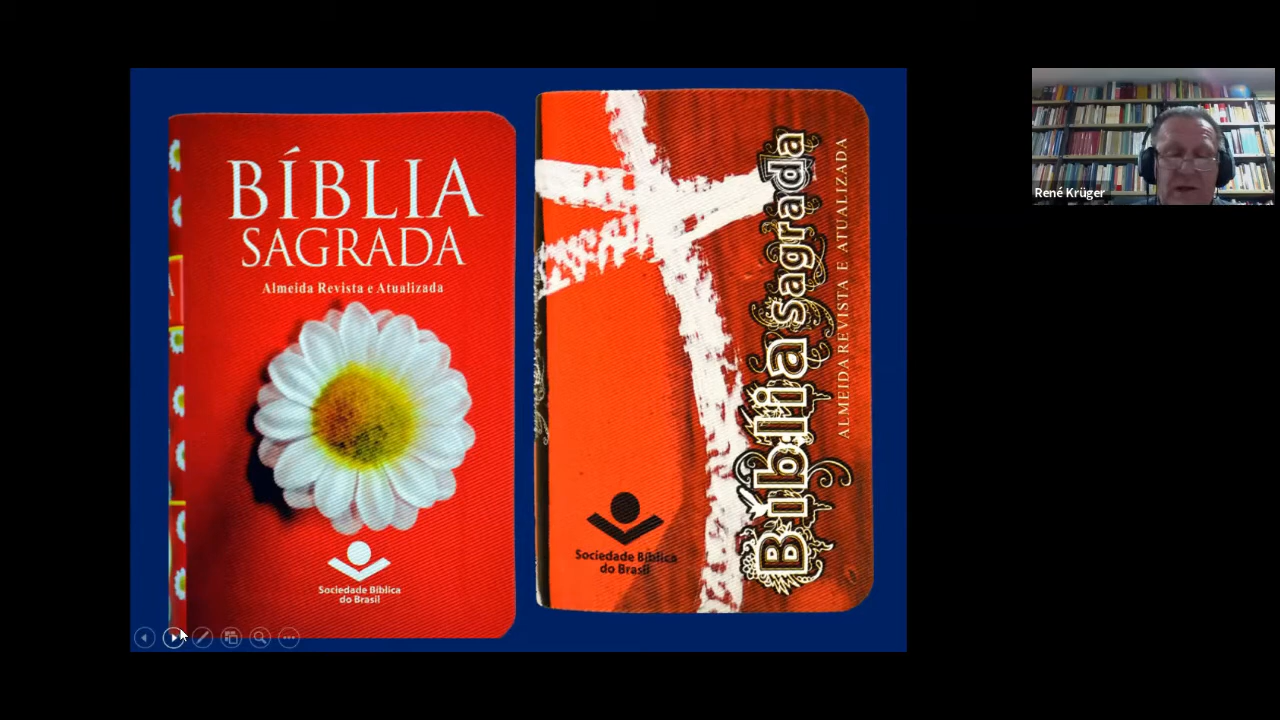 BÍBLIA
SAGRADA
Almeida Revista e Atualizada
Sociedade Bíblica
do Brasil
Bíblia sagrada
ALMEIDA REVISTA E ATUALIZADA
Sociedade Bíblica
do Brasil
René Krüger